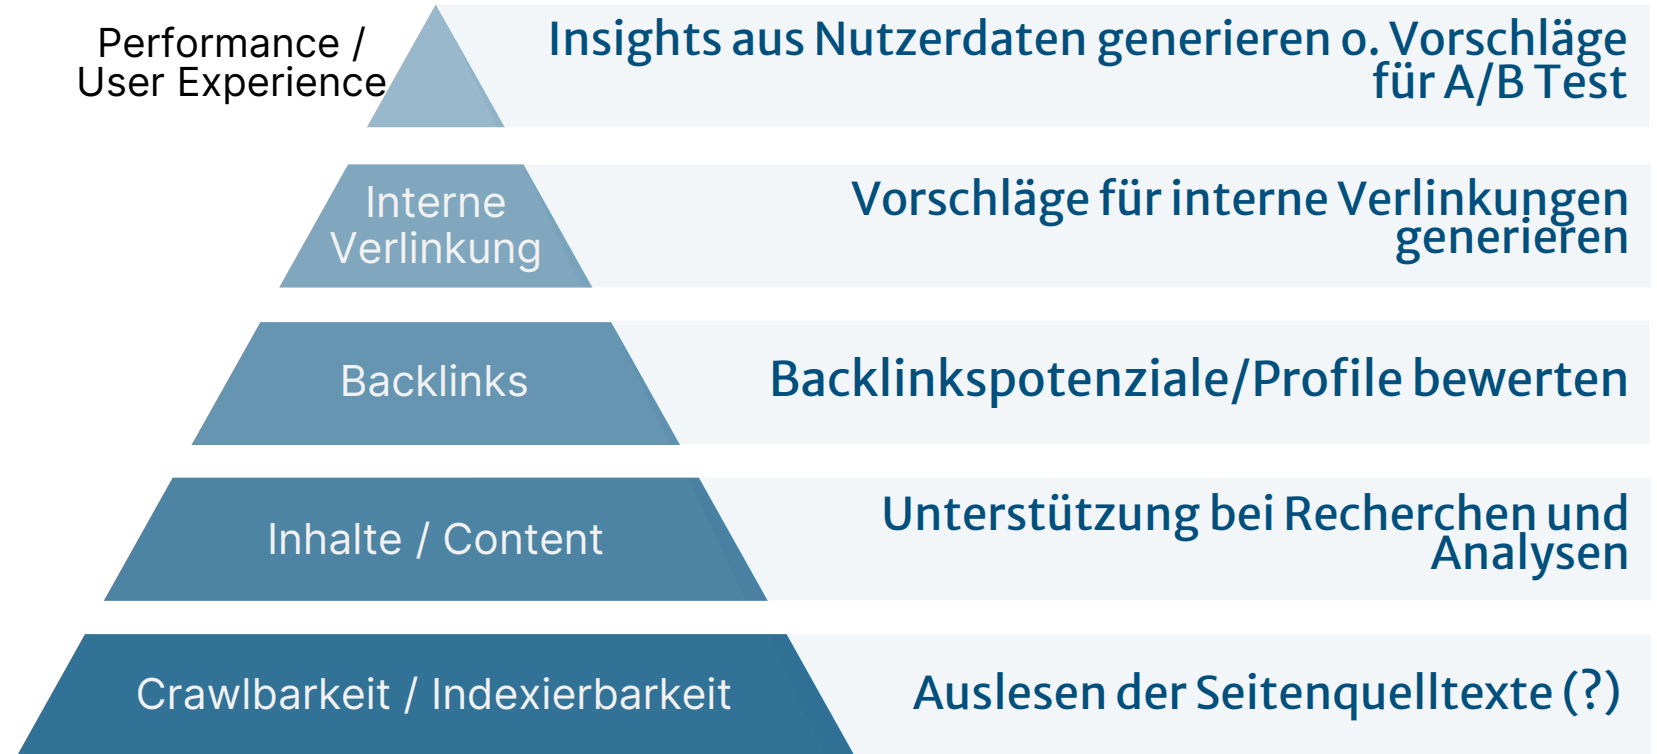 Performance /
User Experience
Insights aus Nutzerdaten generieren o. Vorschläge
für A/B Test
Interne
Verlinkung
Vorschläge für interne Verlinkungen
generieren
Backlinks
Backlinkspotenziale/Profile bewerten
Inhalte / Content
Unterstützung bei Recherchen und
Analysen
Crawlbarkeit / Indexierbarkeit
Auslesen der Seitenquelltexte (?)